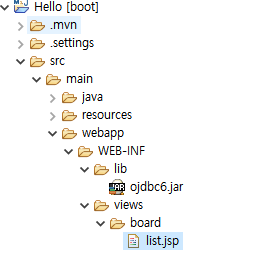 Hello [boot]
.mvn
.settings
src
main
java
resources
webapp
WEB-INF
lib
ojdbc6.jar
views
board
list.jsp